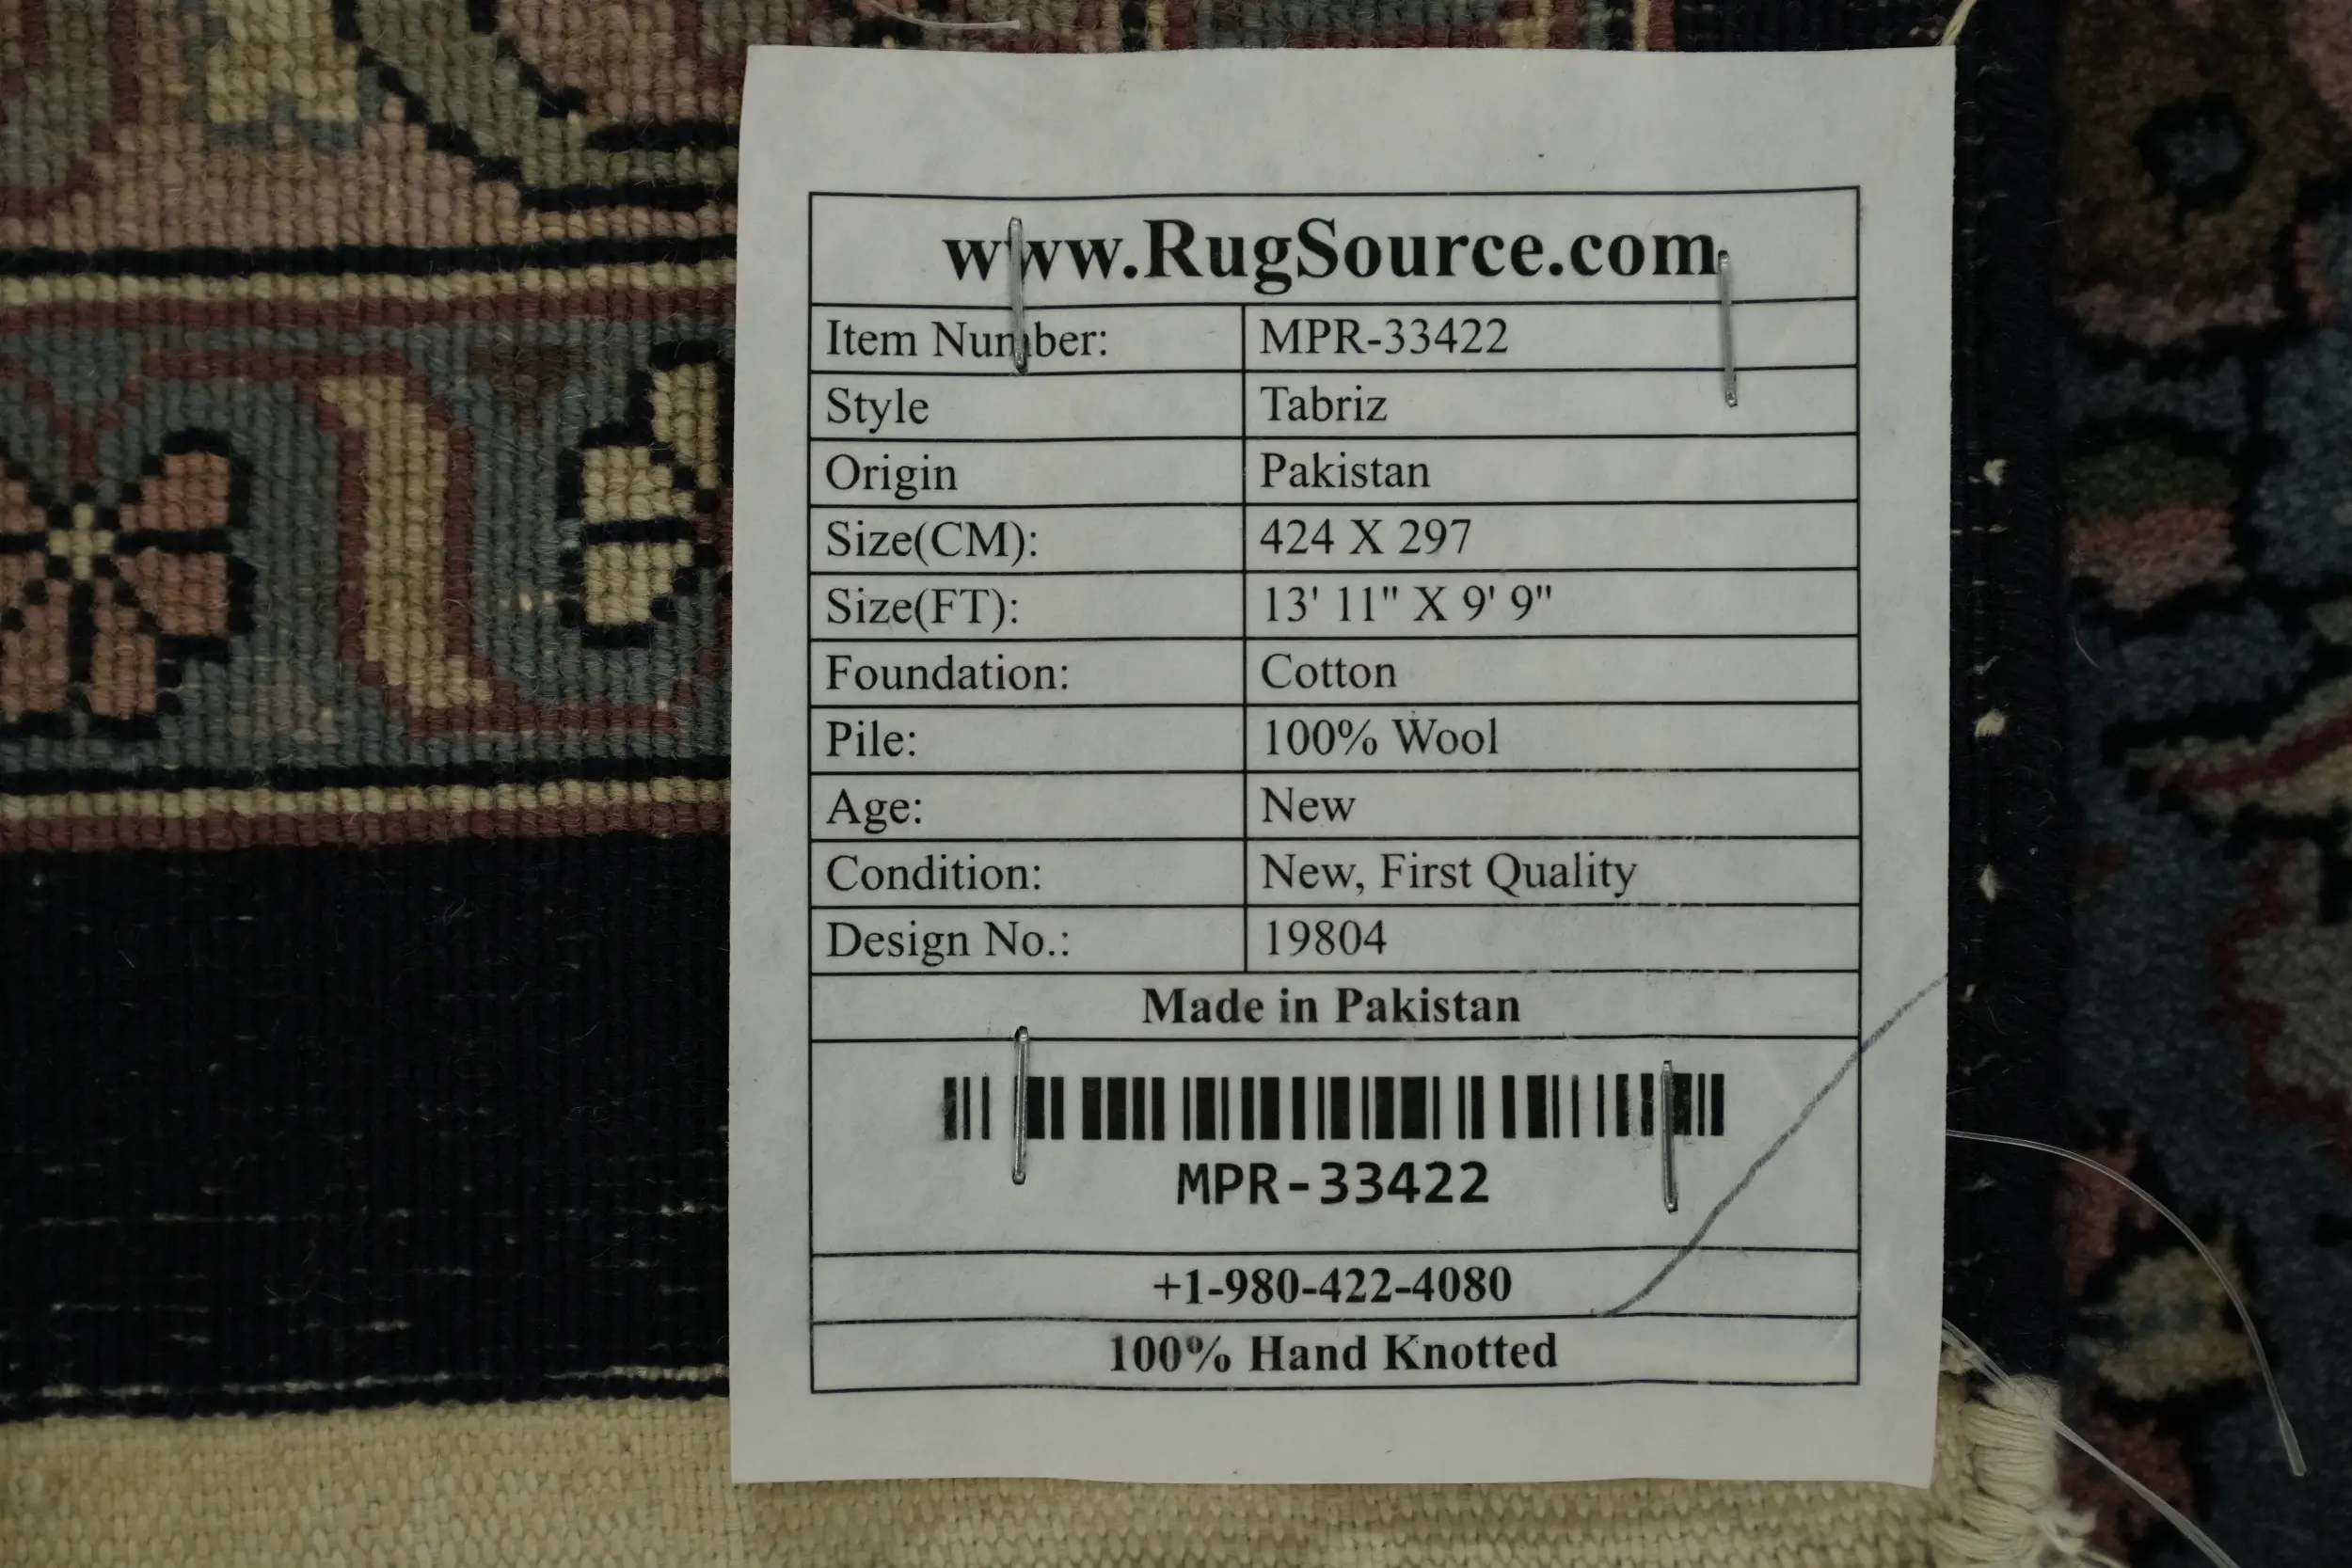 www.RugSource.com
Item Number: MPR-33422
Style Tabriz
Origin Pakistan
Size(CM): 424 X 297
Size(FT): 13' 11" X 9' 9"
Foundation: Cotton
Pile: 100% Wool
Age: New
Condition: New, First Quality
Design No.: 19804
Made in Pakistan
MPR-33422
+1-980-422-4080
100% Hand Knotted